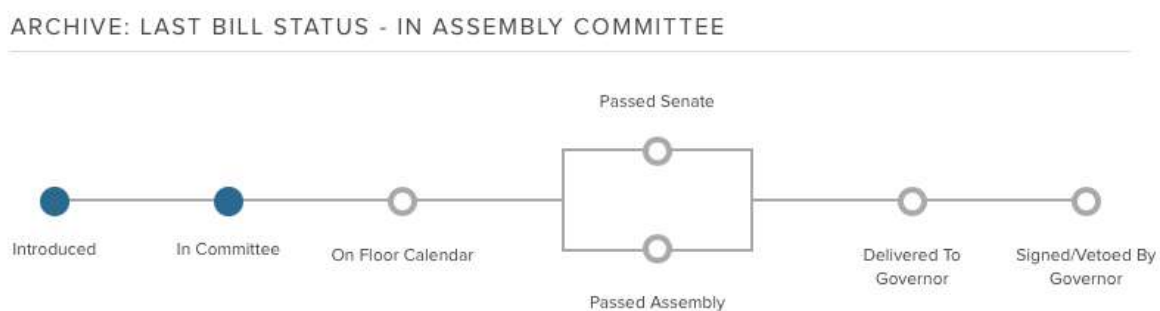 ARCHIVE: LAST BILL STATUS - IN ASSEMBLY COMMITTEE
Passed Senate
Introduced
In Committee
On Floor Calendar
Passed Assembly
Delivered To
Governor
Signed/Vetoed By
Governor